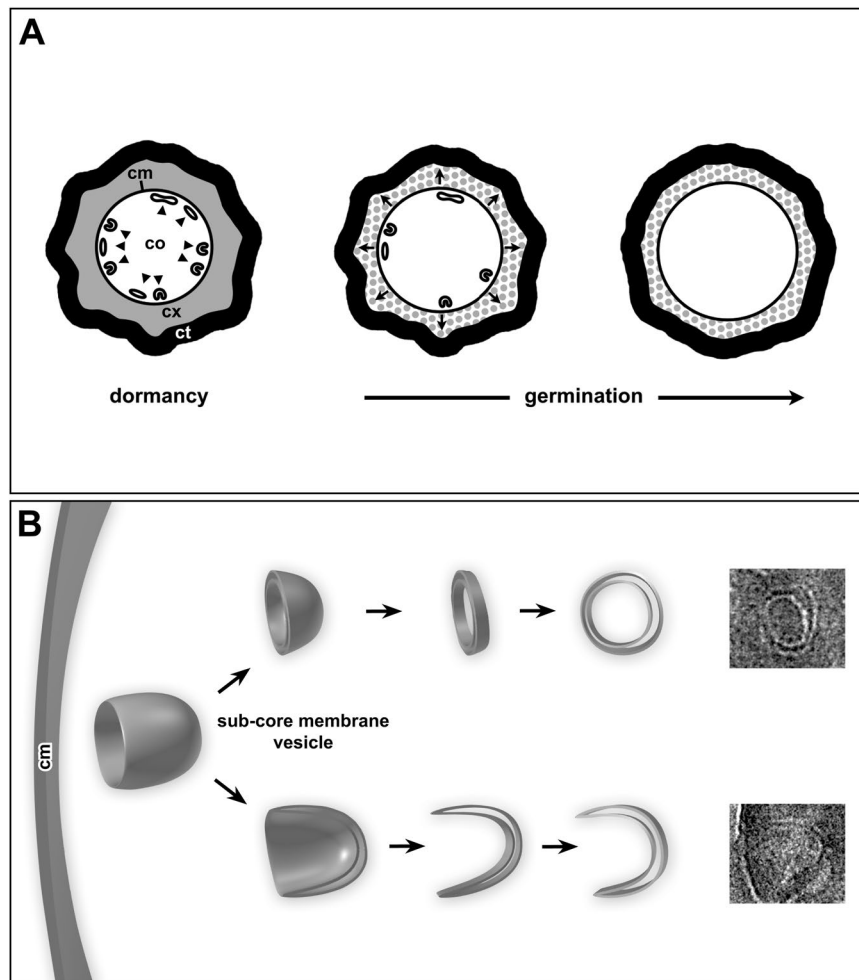 A
cm
co
cx
ct
dormancy
germination
B
cm
sub-core membrane
vesicle